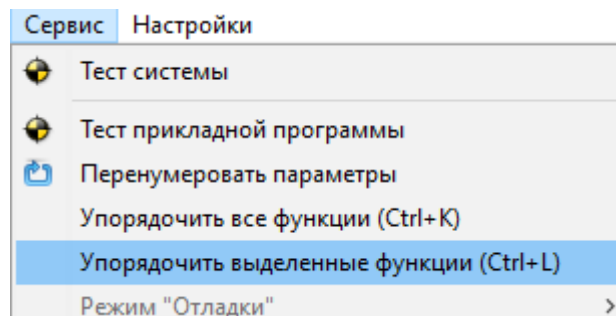 Сервис Настройки
Тест системы
Тест прикладной программы
Перенумеровать параметры
Упорядочить все функции (Ctrl+K)
Упорядочить выделенные функции (Ctrl+L)
Режим "Отладки"